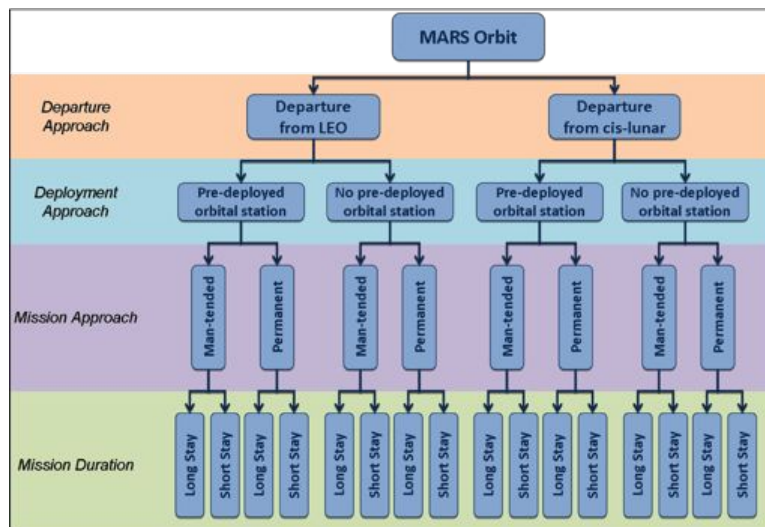 MARS Orbit
Departure
Approach
Departure
from LEO
Departure
from cis-lunar
Deployment
Approach
Pre-deployed
orbital station
No pre-deployed
orbital station
Pre-deployed
orbital station
No pre-deployed
orbital station
Mission Approach
Man-tended
Permanent
Man-tended
Permanent
Man-tended
Permanent
Man-tended
Permanent
Mission Duration
Long Stay
Short Stay
Long Stay
Short Stay
Long Stay
Short Stay
Long Stay
Short Stay
Long Stay
Short Stay
Long Stay
Short Stay
Long Stay
Short Stay
Long Stay
Short Stay